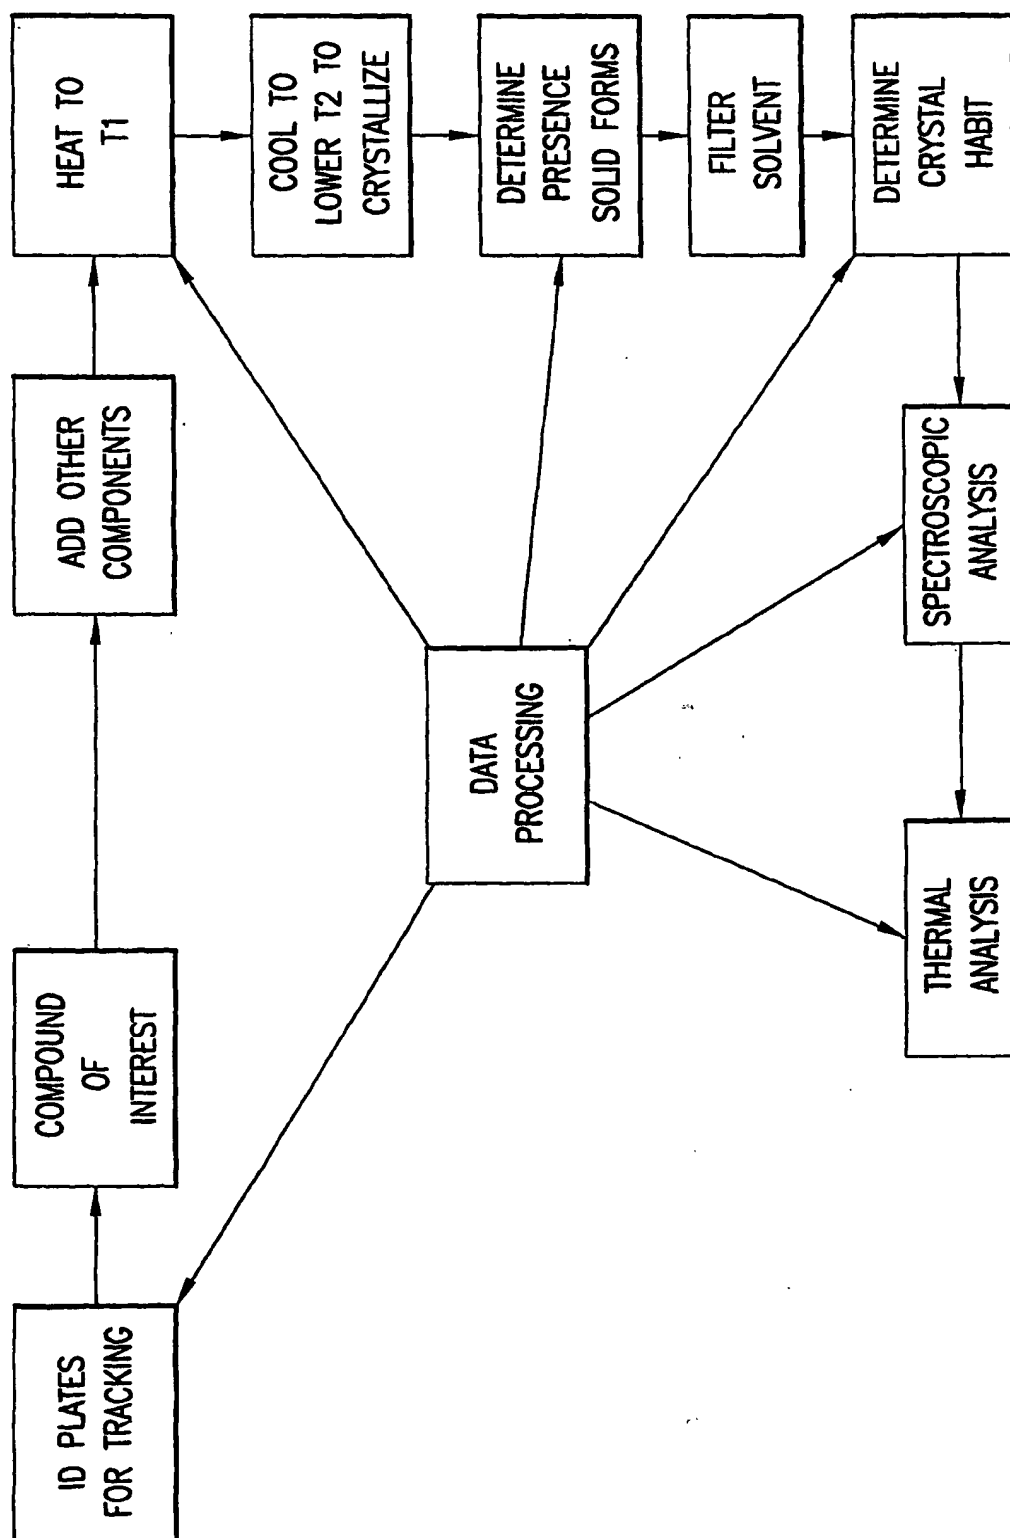 ID PLATES
FOR TRACKING
COMPOUND
OF
INTEREST
ADD OTHER
COMPONENTS
HEAT TO
T1
COOL TO
LOWER T2 TO
CRYSTALLIZE
DETERMINE
PRESENCE
SOLID FORMS
FILTER
SOLVENT
DETERMINE
CRYSTAL
HABIT
SPECTROSCOPIC
ANALYSIS
THERMAL
ANALYSIS
DATA
PROCESSING